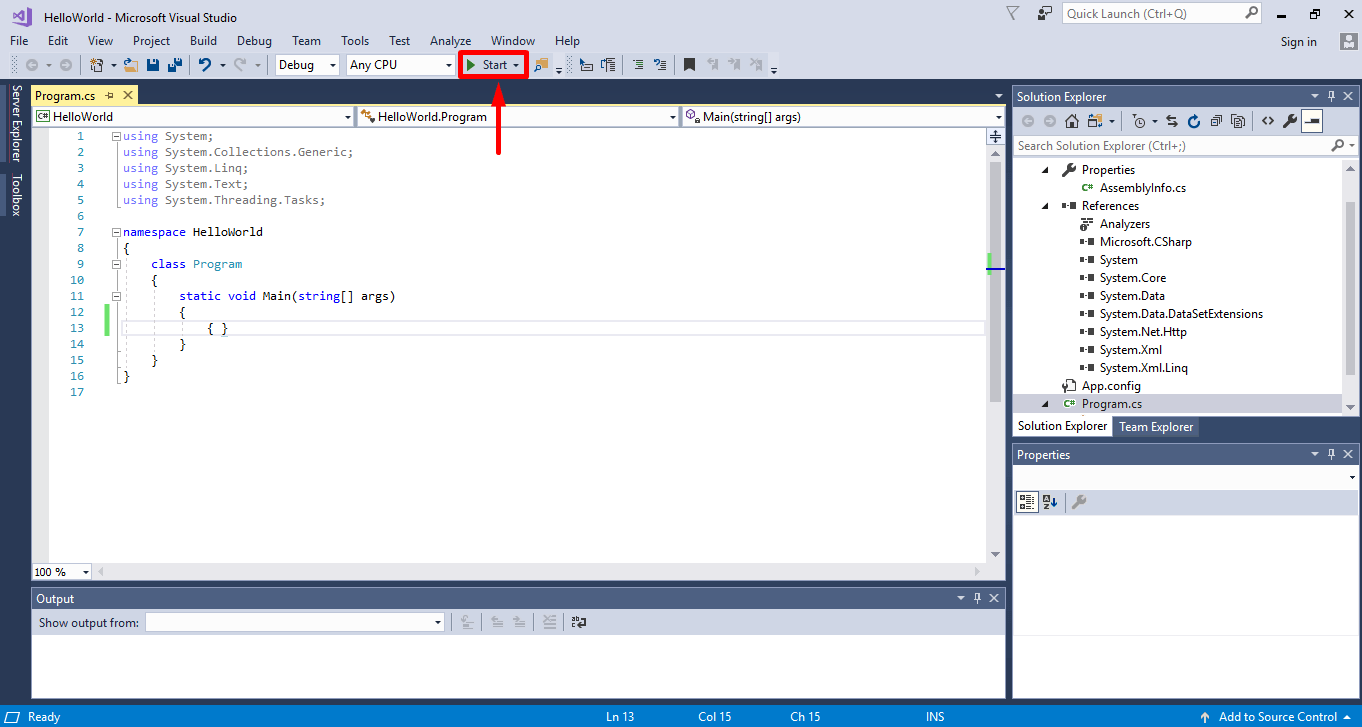 HelloWorld - Microsoft Visual Studio
Quick Launch (Ctrl+Q)
File Edit View Project Build Debug Team Tools Test Analyze Window Help
Sign in
Debug Any CPU Start
Server Explorer
Toolbox
Program.cs
C# HelloWorld HelloWorld.Program Main(string[] args)
1 using System;
2 using System.Collections.Generic;
3 using System.Linq;
4 using System.Text;
5 using System.Threading.Tasks;
6
7 namespace HelloWorld
8 {
9 class Program
10 {
11 static void Main(string[] args)
12 {
13 { }
14 }
15 }
16 }
17
100 %
Output
Show output from:
Solution Explorer
Search Solution Explorer (Ctrl+;)
Properties
C# AssemblyInfo.cs
References
Analyzers
Microsoft.CSharp
System
System.Core
System.Data
System.Data.DataSetExtensions
System.Net.Http
System.Xml
System.Xml.Linq
App.config
C# Program.cs
Solution Explorer Team Explorer
Properties
Ready Ln 13 Col 15 Ch 15 INS Add to Source Control